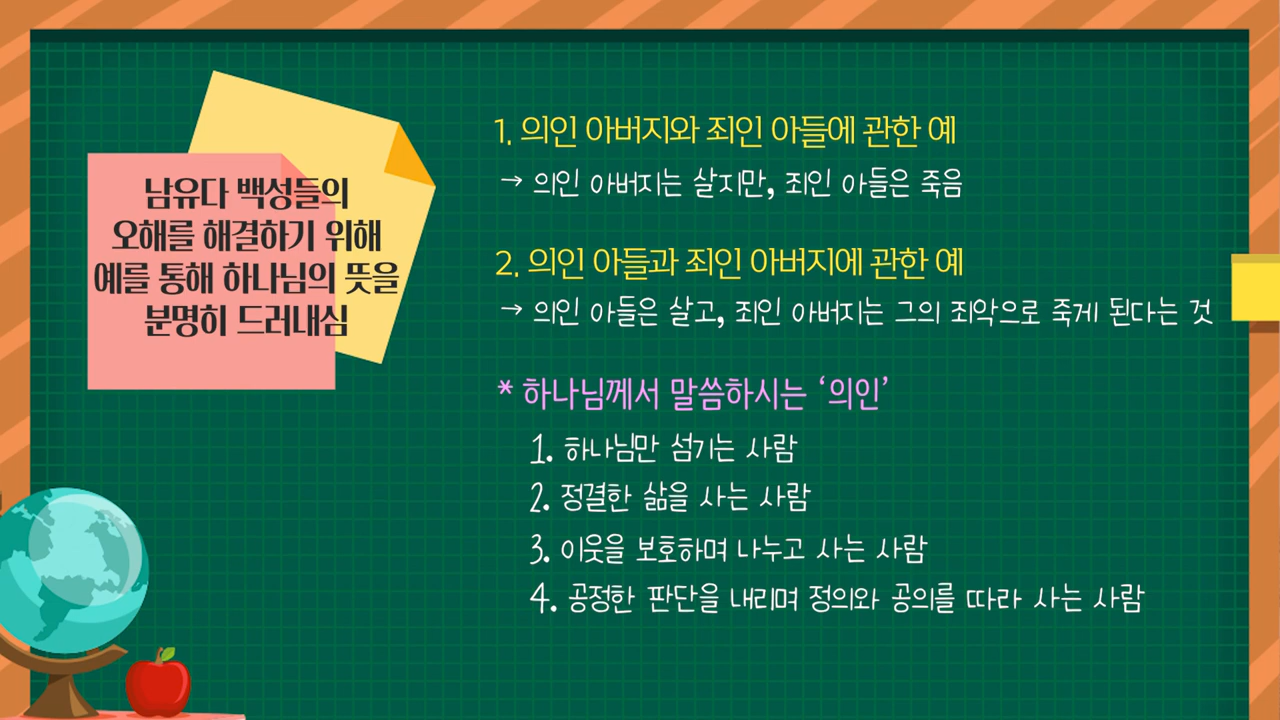 남유다 백성들의
오해를 해결하기 위해
예를 통해 하나님의 뜻을
분명히 드러내심
1. 의인 아버지와 죄인 아들에 관한 예
→ 의인 아버지는 살지만, 죄인 아들은 죽음
2. 의인 아들과 죄인 아버지에 관한 예
→ 의인 아들은 살고, 죄인 아버지는 그의 죄악으로 죽게 된다는 것
* 하나님께서 말씀하시는 ‘의인’
1. 하나님만 섬기는 사람
2. 정결한 삶을 사는 사람
3. 이웃을 보호하며 나누고 사는 사람
4. 공정한 판단을 내리며 정의와 공의를 따라 사는 사람